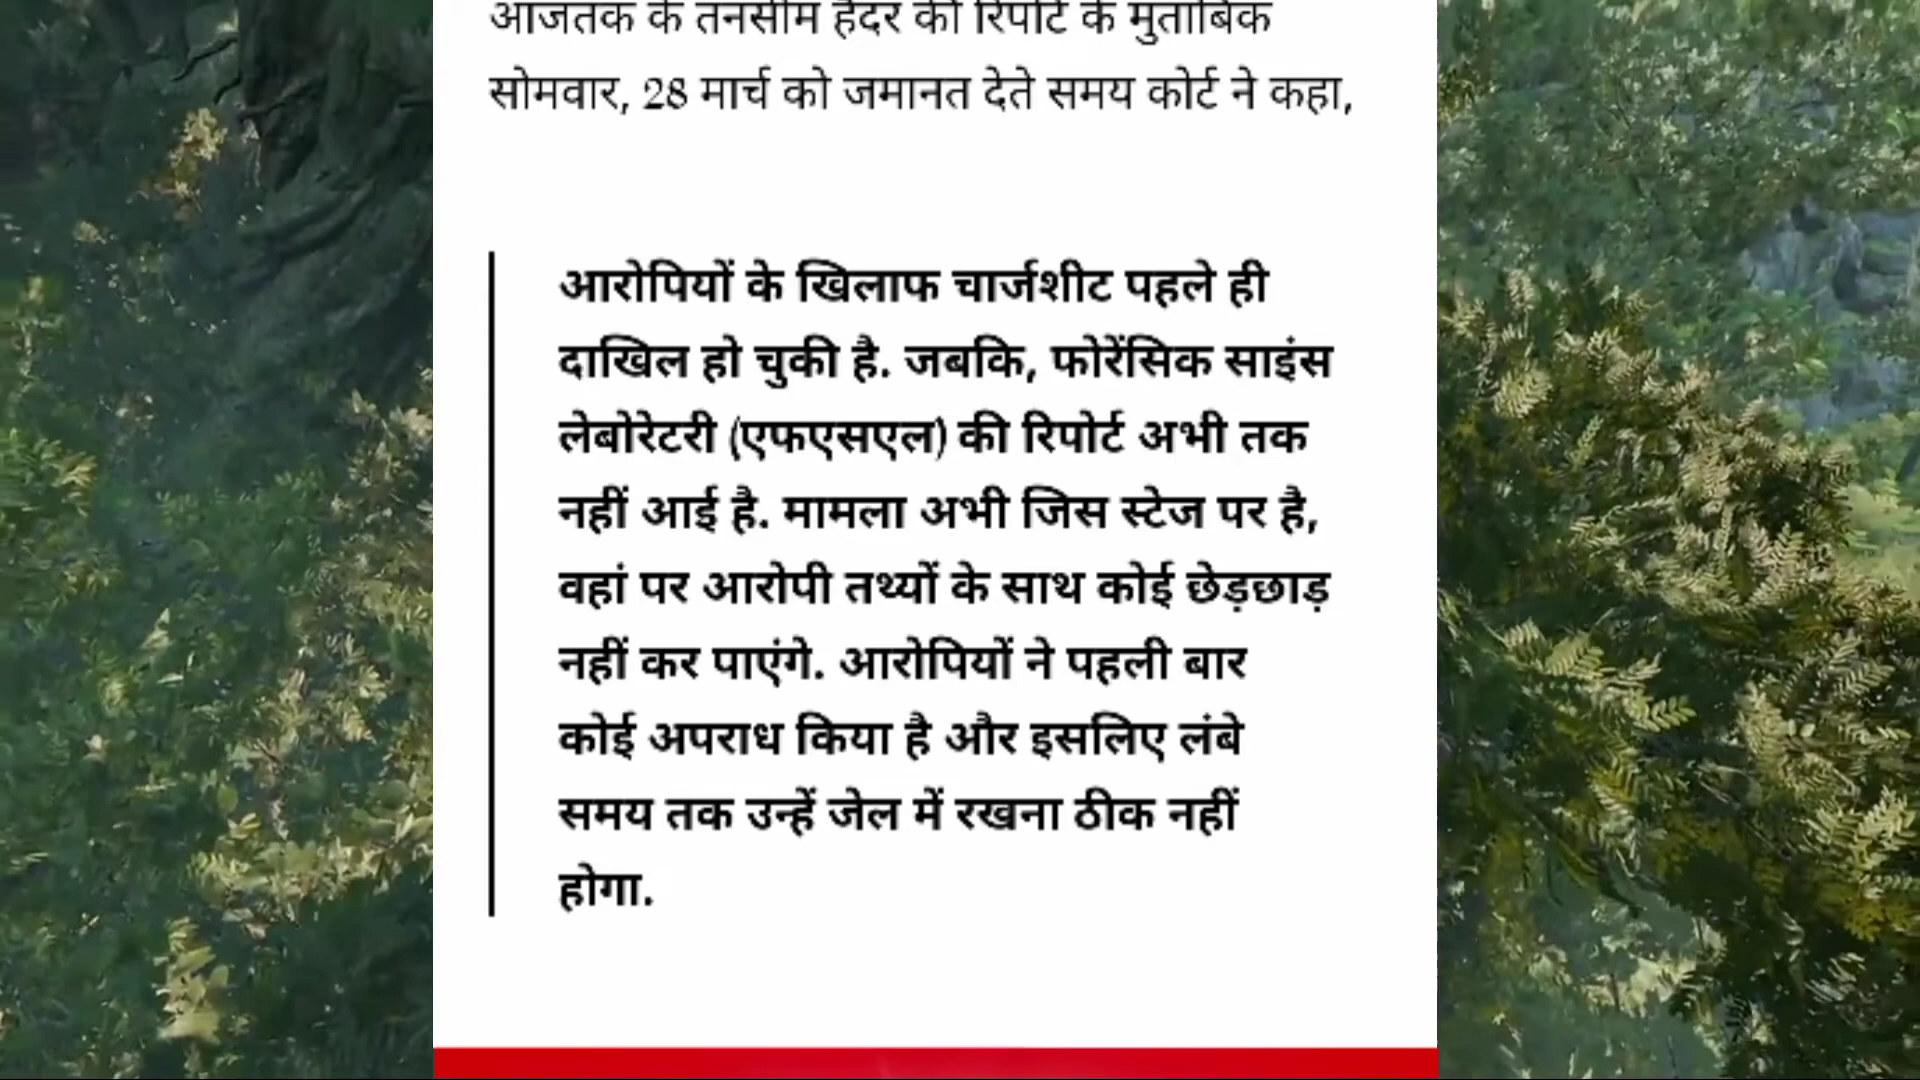 आजतक के तनसीम हैदर की रिपोर्ट के मुताबिक
सोमवार, 28 मार्च को जमानत देते समय कोर्ट ने कहा,
आरोपियों के खिलाफ चार्जशीट पहले ही
दाखिल हो चुकी है. जबकि, फोरेंसिक साइंस
लेबोरेटरी (एफएसएल) की रिपोर्ट अभी तक
नहीं आई है. मामला अभी जिस स्टेज पर है,
वहां पर आरोपी तथ्यों के साथ कोई छेड़छाड़
नहीं कर पाएंगे. आरोपियों ने पहली बार
कोई अपराध किया है और इसलिए लंबे
समय तक उन्हें जेल में रखना ठीक नहीं
होगा.